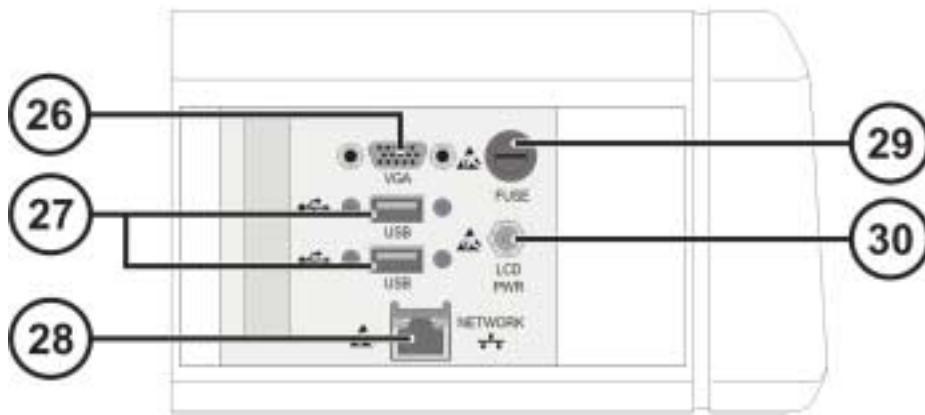 26
29
VGA
FUSE
27
USB
30
USB
LCD
PWR
28
NETWORK